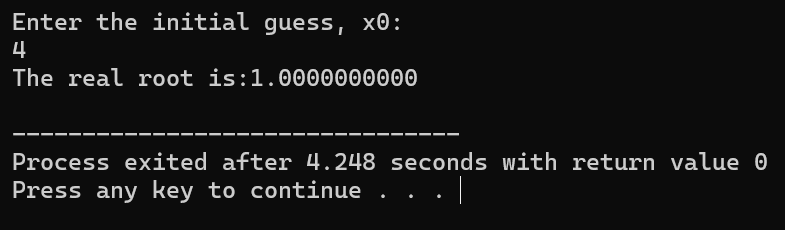 Enter the initial guess, x0:
4
The real root is:1.0000000000
--------------------------------
Process exited after 4.248 seconds with return value 0
Press any key to continue . . .